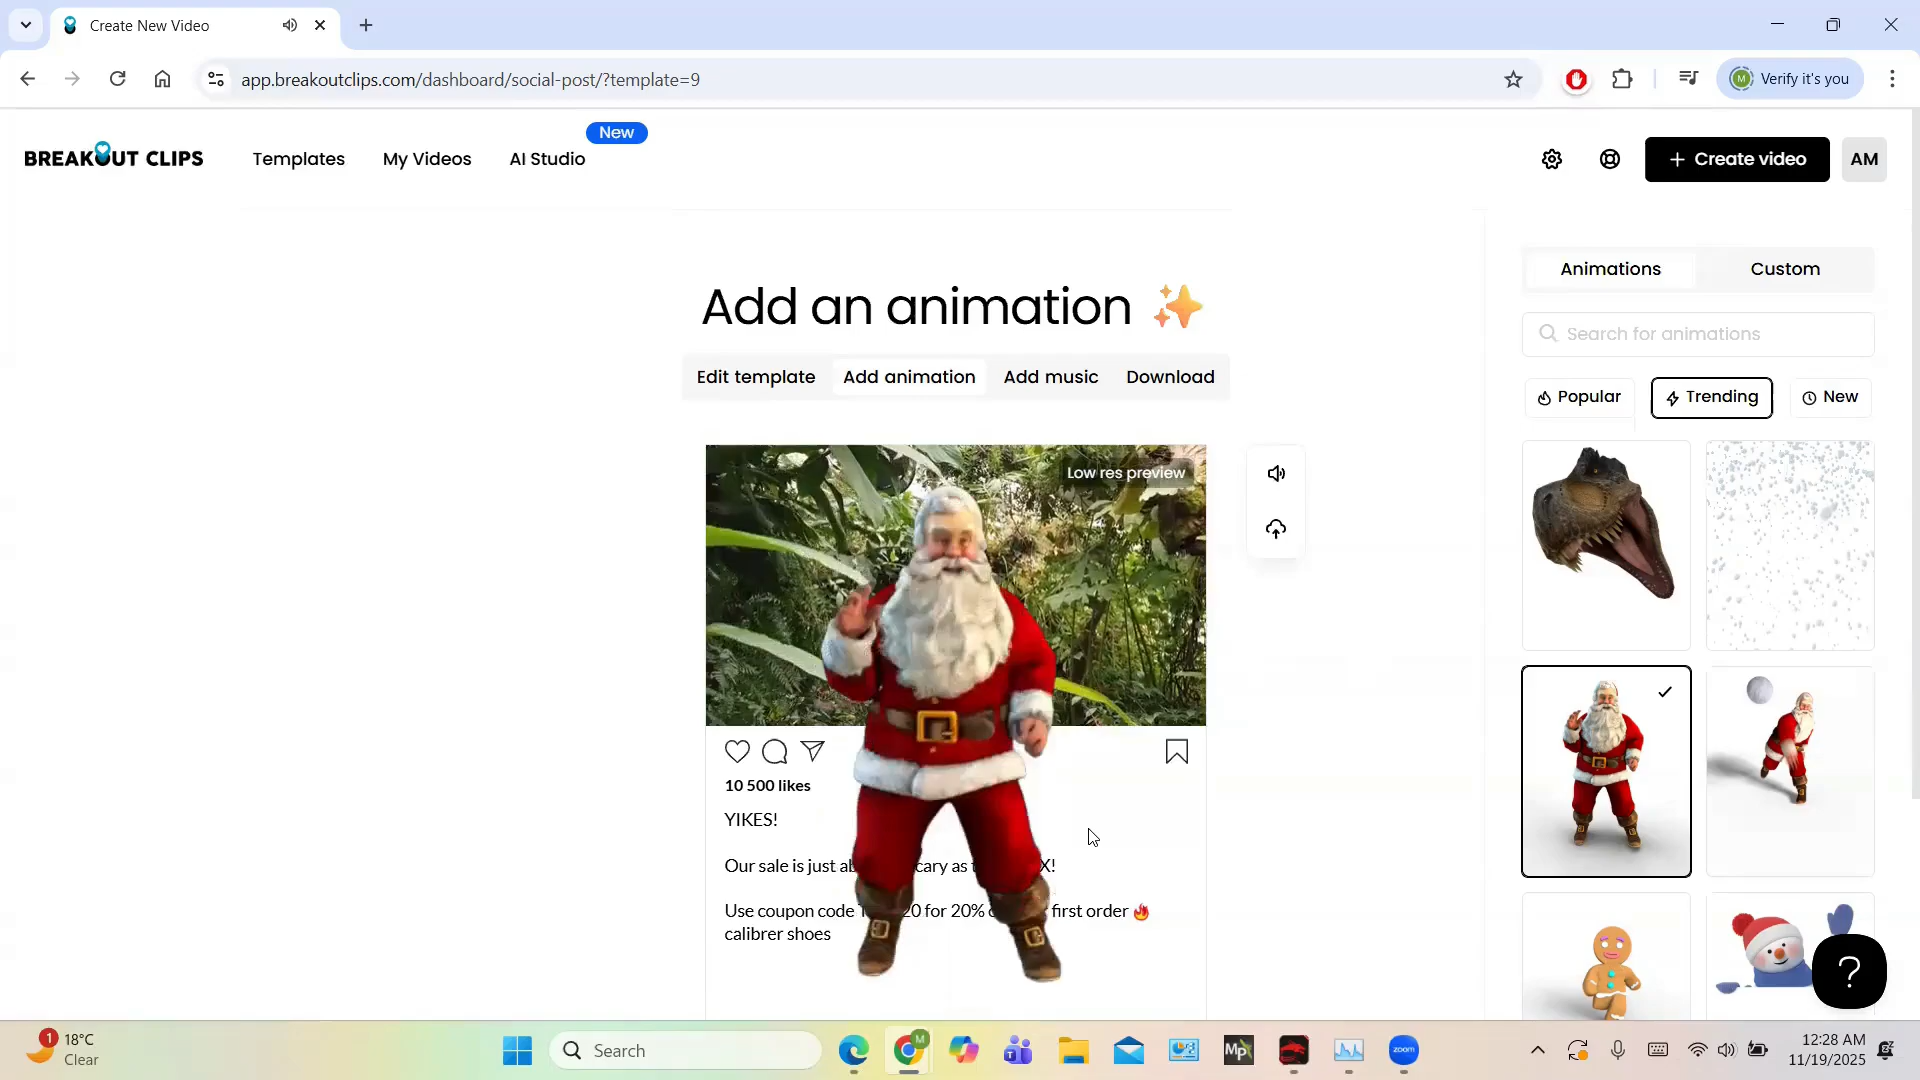 Create New Video
app.breakoutclips.com/dashboard/social-post/?template=9
Verify it's you
M
BREAKOUT CLIPS
Templates
My Videos
AI Studio
New
+ Create video
AM
Add an animation
Edit template
Add animation
Add music
Download
Low res preview
10 500 likes
YIKES!
Our sale is just cary as X!
Use coupon code 20 for 20% first order 🔥
calibrer shoes
Animations
Custom
Search for animations
Popular
Trending
New
?
1
18°C
Clear
Search
M
Mp
zoom
12:28 AM
11/19/2025